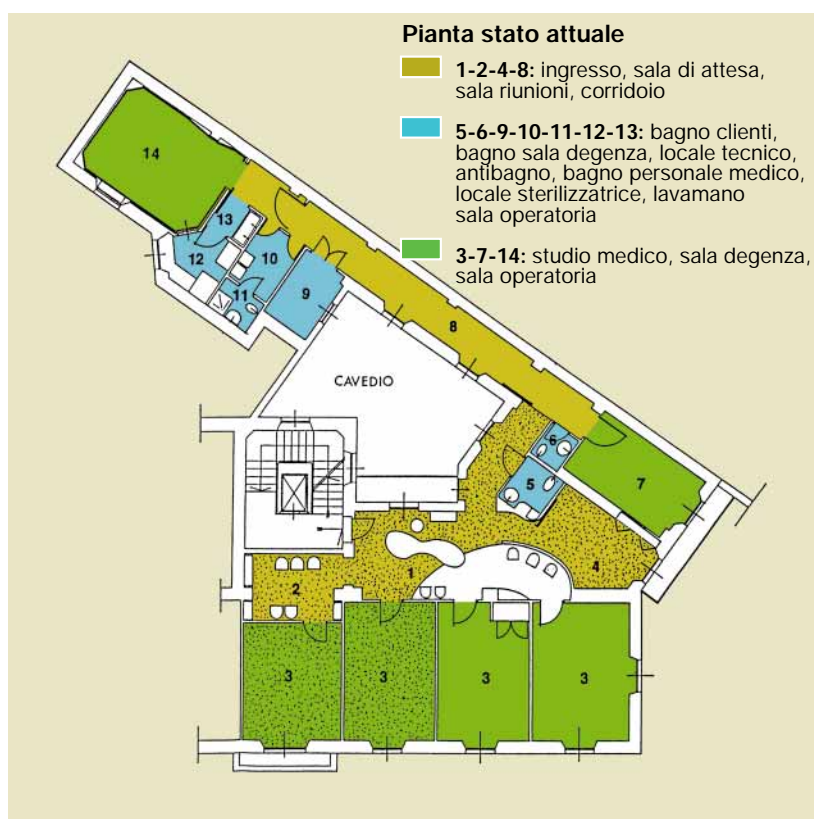 Pianta stato attuale
1-2-4-8: ingresso, sala di attesa,
sala riunioni, corridoio
5-6-9-10-11-12-13: bagno clienti,
bagno sala degenza, locale tecnico,
antibagno, bagno personale medico,
locale sterilizzatrice, lavamano
sala operatoria
3-7-14: studio medico, sala degenza,
sala operatoria
14
13
12
10
11
9
8
CAVEDIO
6
5
7
4
1
2
3
3
3
3